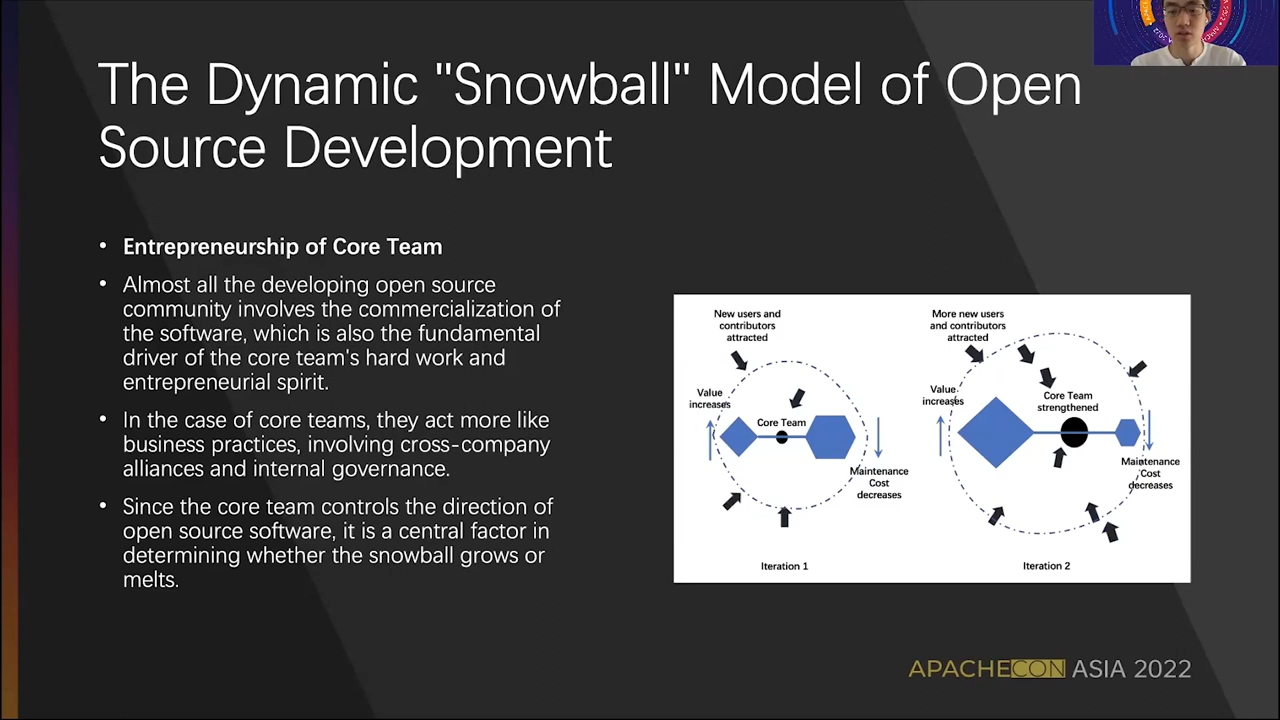 The Dynamic "Snowball" Model of Open
Source Development
• Entrepreneurship of Core Team
• Almost all the developing open source
community involves the commercialization of
the software, which is also the fundamental
driver of the core team's hard work and
entrepreneurial spirit.
• In the case of core teams, they act more like
business practices, involving cross-company
alliances and internal governance.
• Since the core team controls the direction of
open source software, it is a central factor in
determining whether the snowball grows or
melts.
New users and
contributors
attracted
Value
increases
Core Team
Maintenance
Cost
decreases
Iteration 1
More new users
and contributors
attracted
Value
increases
Core Team
strengthened
Maintenance
Cost
decreases
Iteration 2
APACHECON ASIA 2022